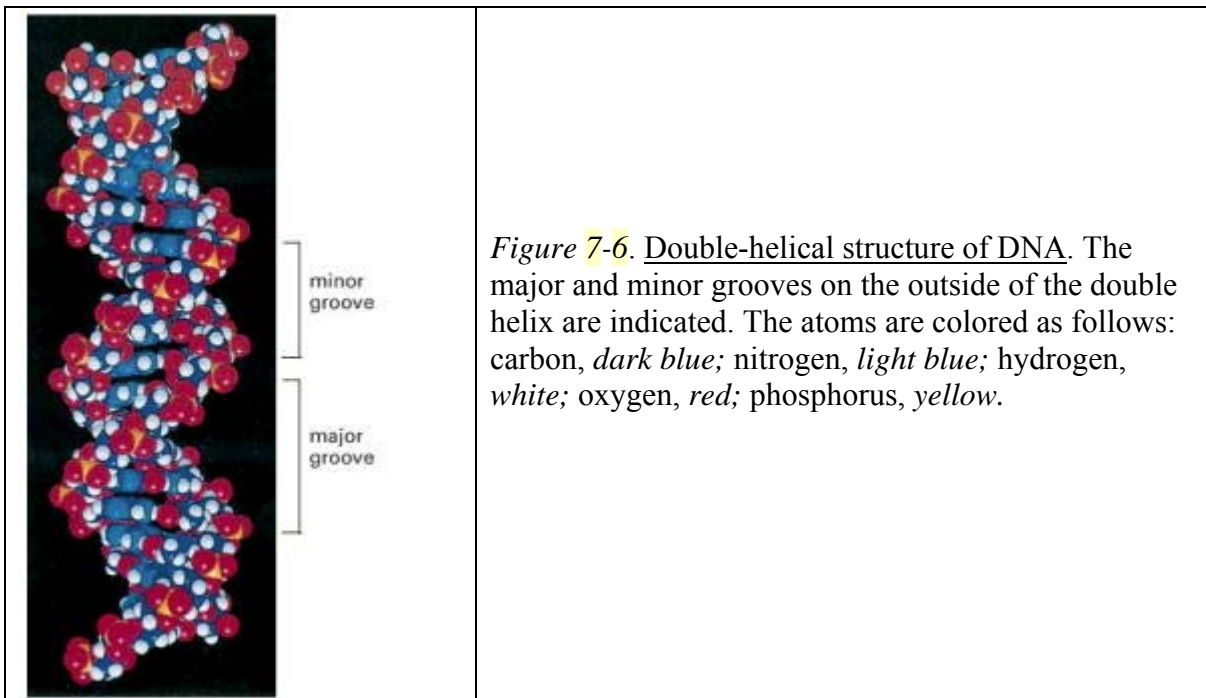 minor
groove
major
groove
Figure 7-6. Double-helical structure of DNA. The
major and minor grooves on the outside of the double
helix are indicated. The atoms are colored as follows:
carbon, dark blue; nitrogen, light blue; hydrogen,
white; oxygen, red; phosphorus, yellow.